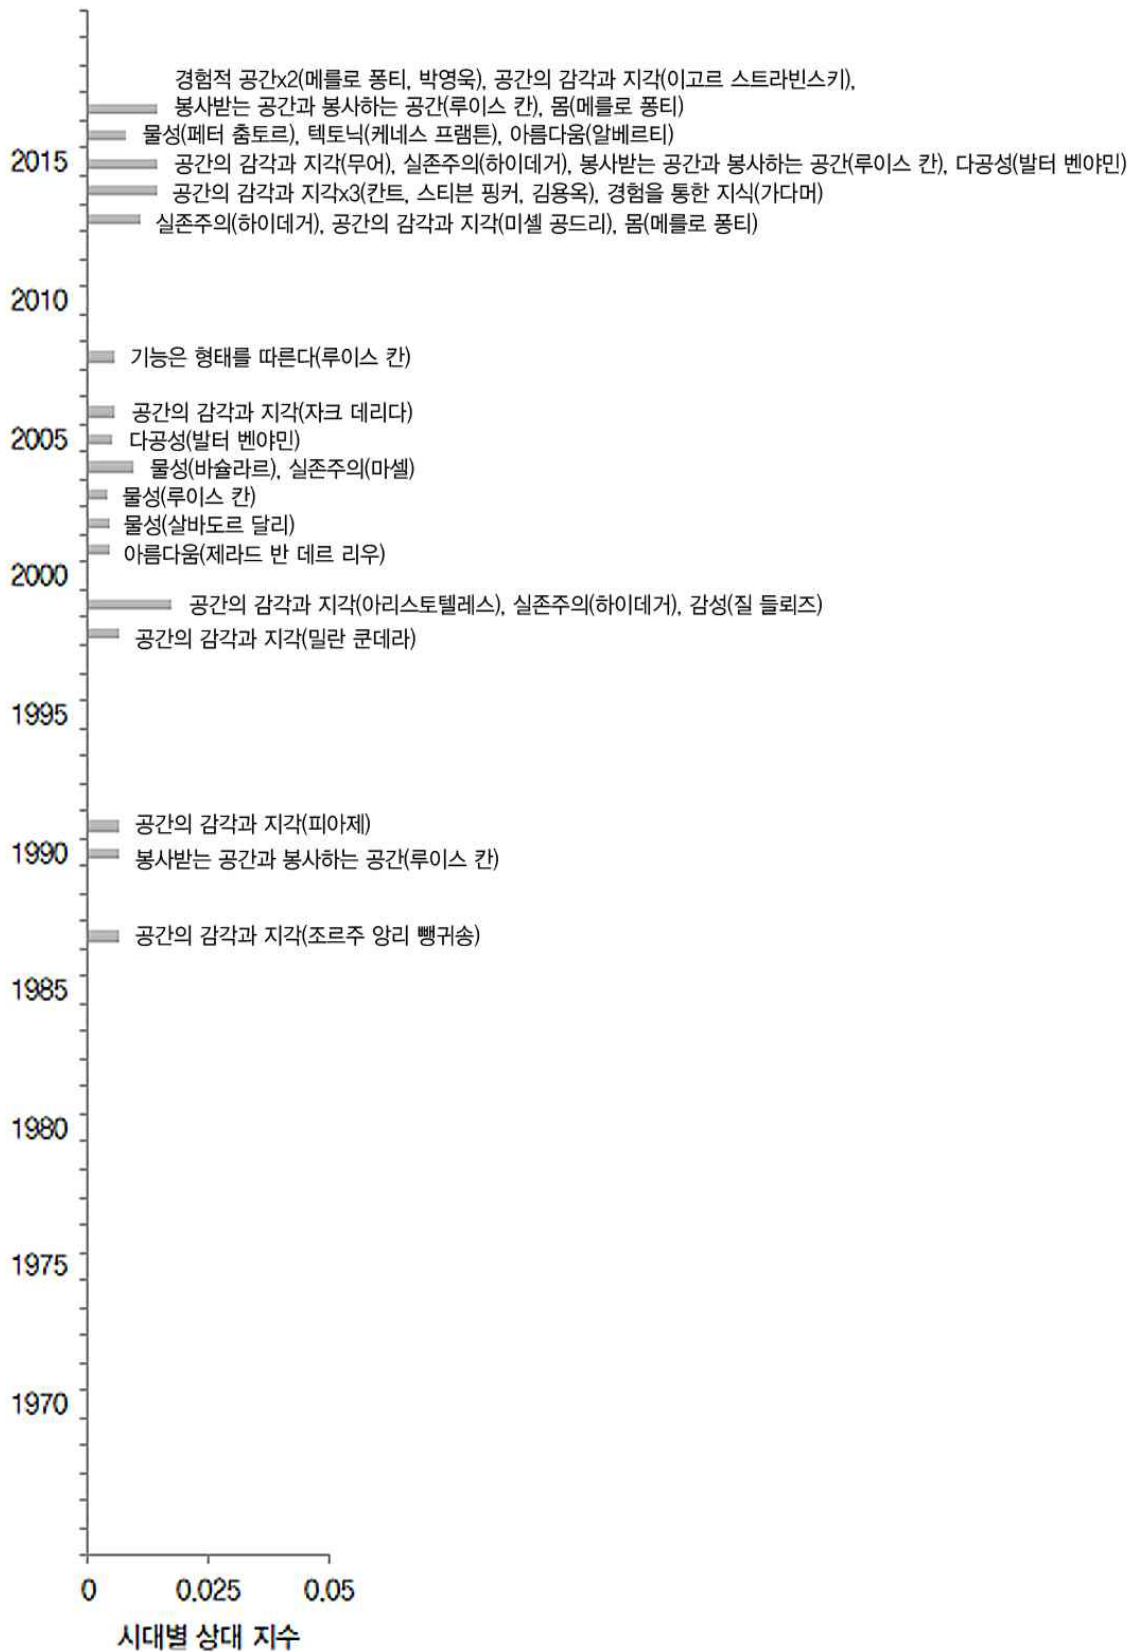 경험적 공간x2(메를로 퐁티, 박영욱), 공간의 감각과 지각(이고르 스트라빈스키),
봉사받는 공간과 봉사하는 공간(루이스 칸), 몸(메를로 퐁티)
물성(페터 춤토르), 텍토닉(케네스 프램튼), 아름다움(알베르티)
2015
공간의 감각과 지각(무어), 실존주의(하이데거), 봉사받는 공간과 봉사하는 공간(루이스 칸), 다공성(발터 벤야민)
공간의 감각과 지각x3(칸트, 스티븐 핑커, 김용옥), 경험을 통한 지식(가다머)
실존주의(하이데거), 공간의 감각과 지각(미셸 공드리), 몸(메를로 퐁티)
2010
기능은 형태를 따른다(루이스 칸)
공간의 감각과 지각(자크 데리다)
2005
다공성(발터 벤야민)
물성(바슐라르), 실존주의(마셀)
물성(루이스 칸)
물성(살바도르 달리)
아름다움(제라드 반 데르 리우)
2000
공간의 감각과 지각(아리스토텔레스), 실존주의(하이데거), 감성(질 들뢰즈)
공간의 감각과 지각(밀란 쿤데라)
1995
공간의 감각과 지각(피아제)
1990
봉사받는 공간과 봉사하는 공간(루이스 칸)
공간의 감각과 지각(조르주 앙리 뺑귀송)
1985
1980
1975
1970
0 0.025 0.05
시대별 상대 지수